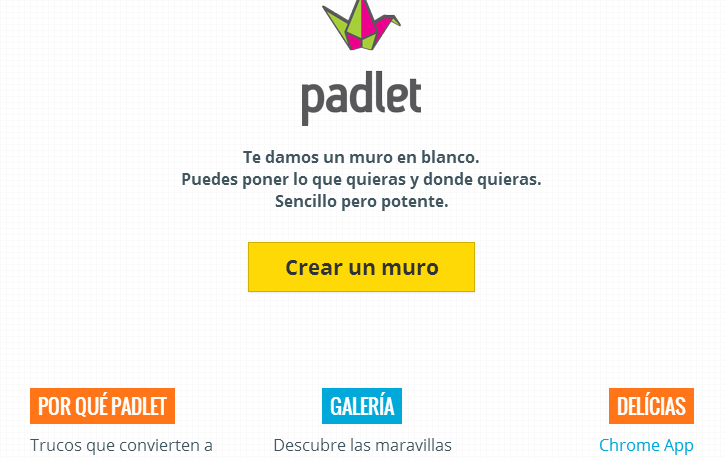 padlet
Te damos un muro en blanco.
Puedes poner lo que quieras y donde quieras.
Sencillo pero potente.
Crear un muro
POR QUÉ PADLET
GALERÍA
DELÍCIAS
Trucos que convierten a
Descubre las maravillas
Chrome App